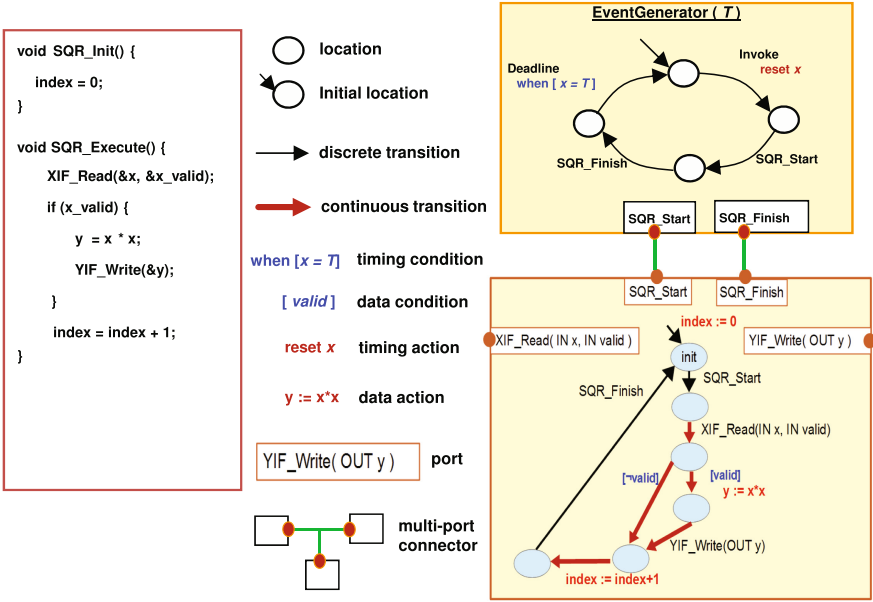 void SQR_Init() {
index = 0;
}
void SQR_Execute() {
XIF_Read(&x, &x_valid);
if (x_valid) {
y = x * x;
YIF_Write(&y);
}
index = index + 1;
}
location
Initial location
discrete transition
continuous transition
when [x = T] timing condition
[ valid ] data condition
reset x timing action
y := x*x data action
YIF_Write( OUT y ) port
multi-port
connector
EventGenerator ( T )
Invoke
reset x
Deadline
when [ x = T ]
SQR_Finish
SQR_Start
SQR_Start
SQR_Finish
SQR_Start
SQR_Finish
XIF_Read( IN x, IN valid )
YIF_Write( OUT y )
index := 0
init
SQR_Start
SQR_Finish
XIF_Read(IN x, IN valid)
[¬valid]
[valid]
y := x*x
YIF_Write(OUT y)
index := index+1